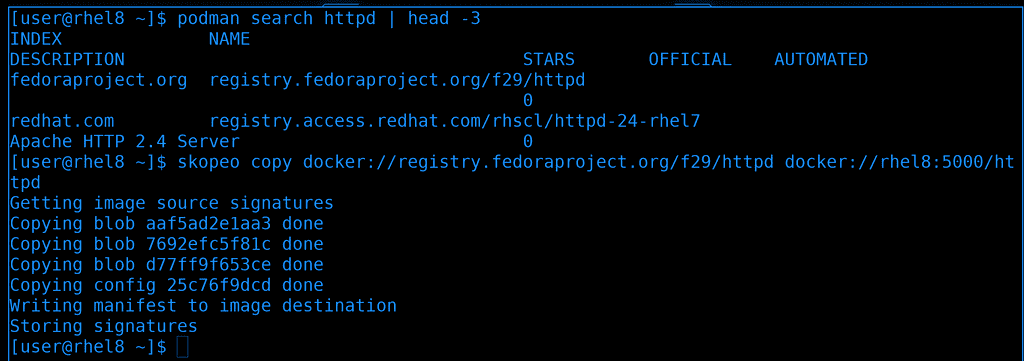 [user@rhel8 ~]$ podman search httpd | head -3
INDEX              NAME
DESCRIPTION                                      STARS       OFFICIAL    AUTOMATED
fedoraproject.org  registry.fedoraproject.org/f29/httpd
                                                 0
redhat.com         registry.access.redhat.com/rhscl/httpd-24-rhel7
Apache HTTP 2.4 Server                           0
[user@rhel8 ~]$ skopeo copy docker://registry.fedoraproject.org/f29/httpd docker://rhel8:5000/ht
tpd
Getting image source signatures
Copying blob aaf5ad2e1aa3 done
Copying blob 7692efc5f81c done
Copying blob d77ff9f653ce done
Copying config 25c76f9dcd done
Writing manifest to image destination
Storing signatures
[user@rhel8 ~]$